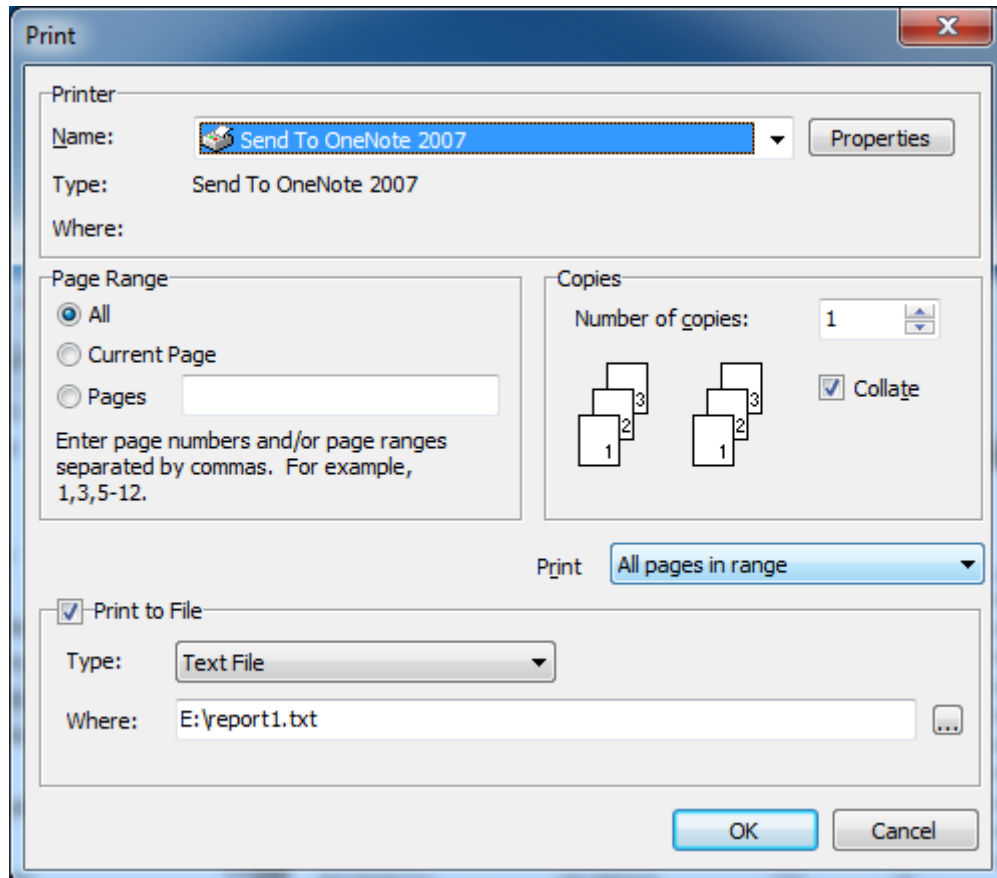 Print
Printer
Name:
Send To OneNote 2007
Properties
Type:
Send To OneNote 2007
Where:
Page Range
All
Current Page
Pages
Enter page numbers and/or page ranges
separated by commas. For example,
1,3,5-12.
Copies
Number of copies:
1
3
2
1
3
2
1
Collate
Print
All pages in range
Print to File
Type:
Text File
Where:
E:\report1.txt
...
OK
Cancel